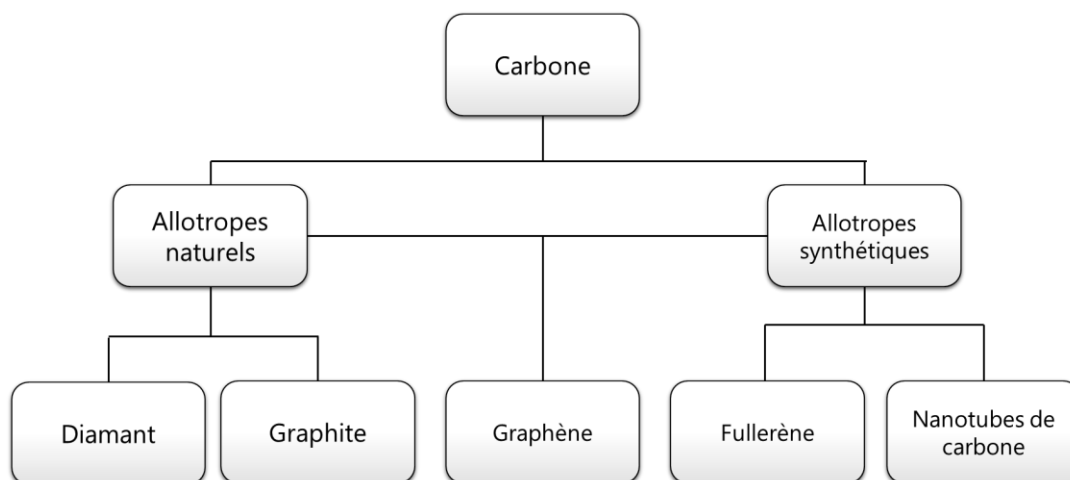 Carbone
Allotropes
naturels
Allotropes
synthétiques
Diamant
Graphite
Graphène
Fullerène
Nanotubes de
carbone